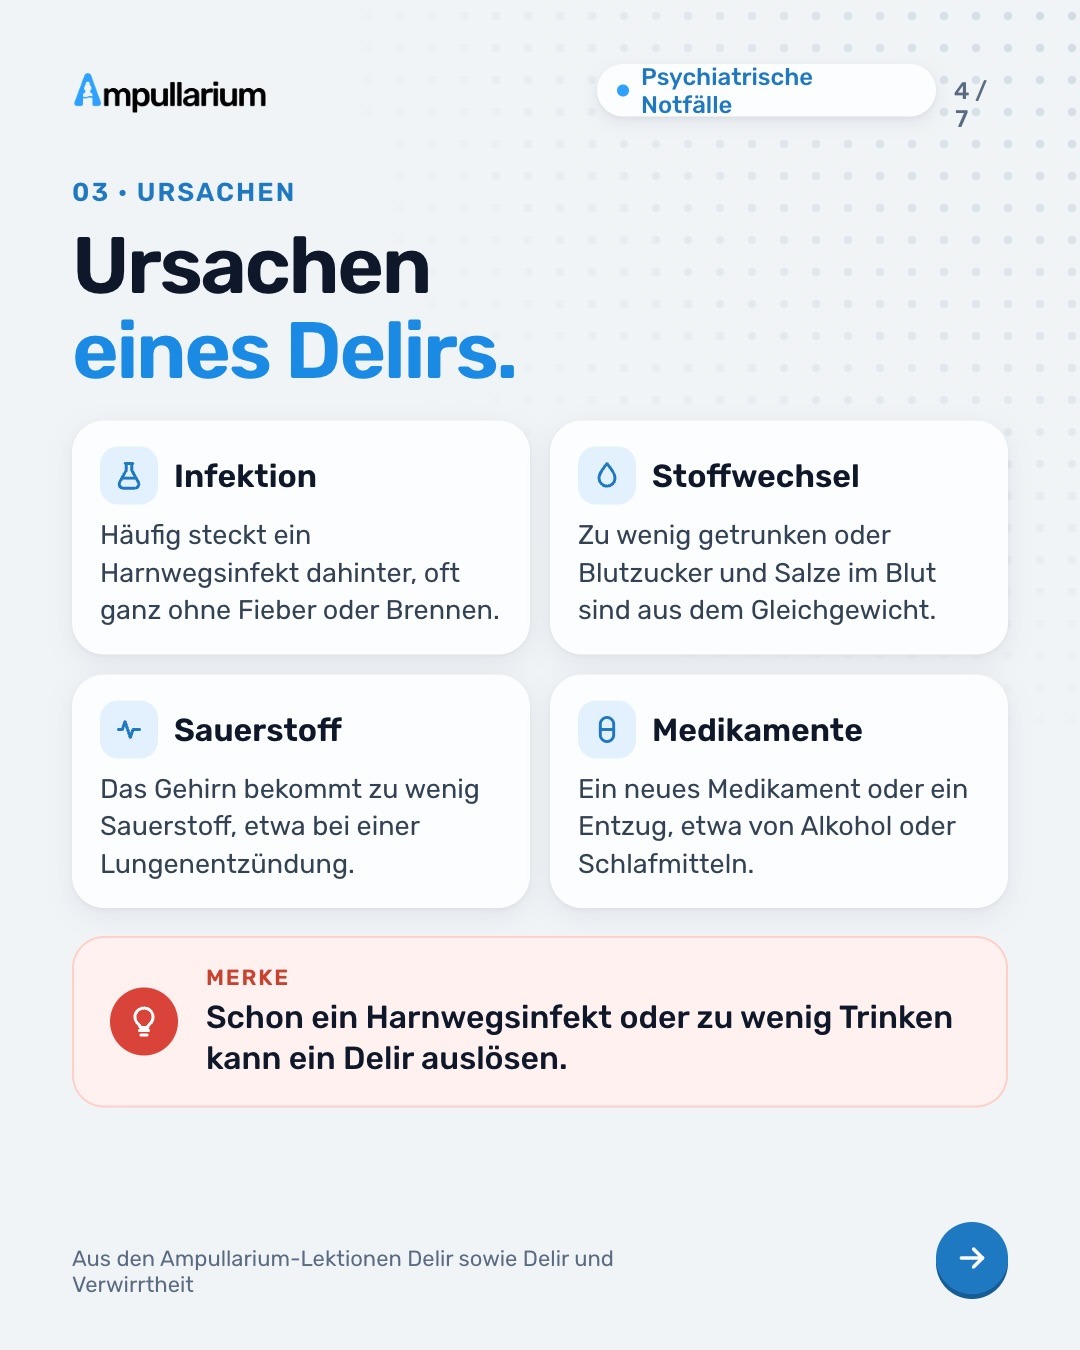 Ampullarium
Psychiatrische
Notfälle
4 /
7
03 • URSACHEN
Ursachen
eines Delirs.
Infektion
Häufig steckt ein
Harnwegsinfekt dahinter, oft
ganz ohne Fieber oder Brennen.
Stoffwechsel
Zu wenig getrunken oder
Blutzucker und Salze im Blut
sind aus dem Gleichgewicht.
Sauerstoff
Das Gehirn bekommt zu wenig
Sauerstoff, etwa bei einer
Lungenentzündung.
Medikamente
Ein neues Medikament oder ein
Entzug, etwa von Alkohol oder
Schlafmitteln.
MERKE
Schon ein Harnwegsinfekt oder zu wenig Trinken
kann ein Delir auslösen.
Aus den Ampullarium-Lektionen Delir sowie Delir und
Verwirrtheit